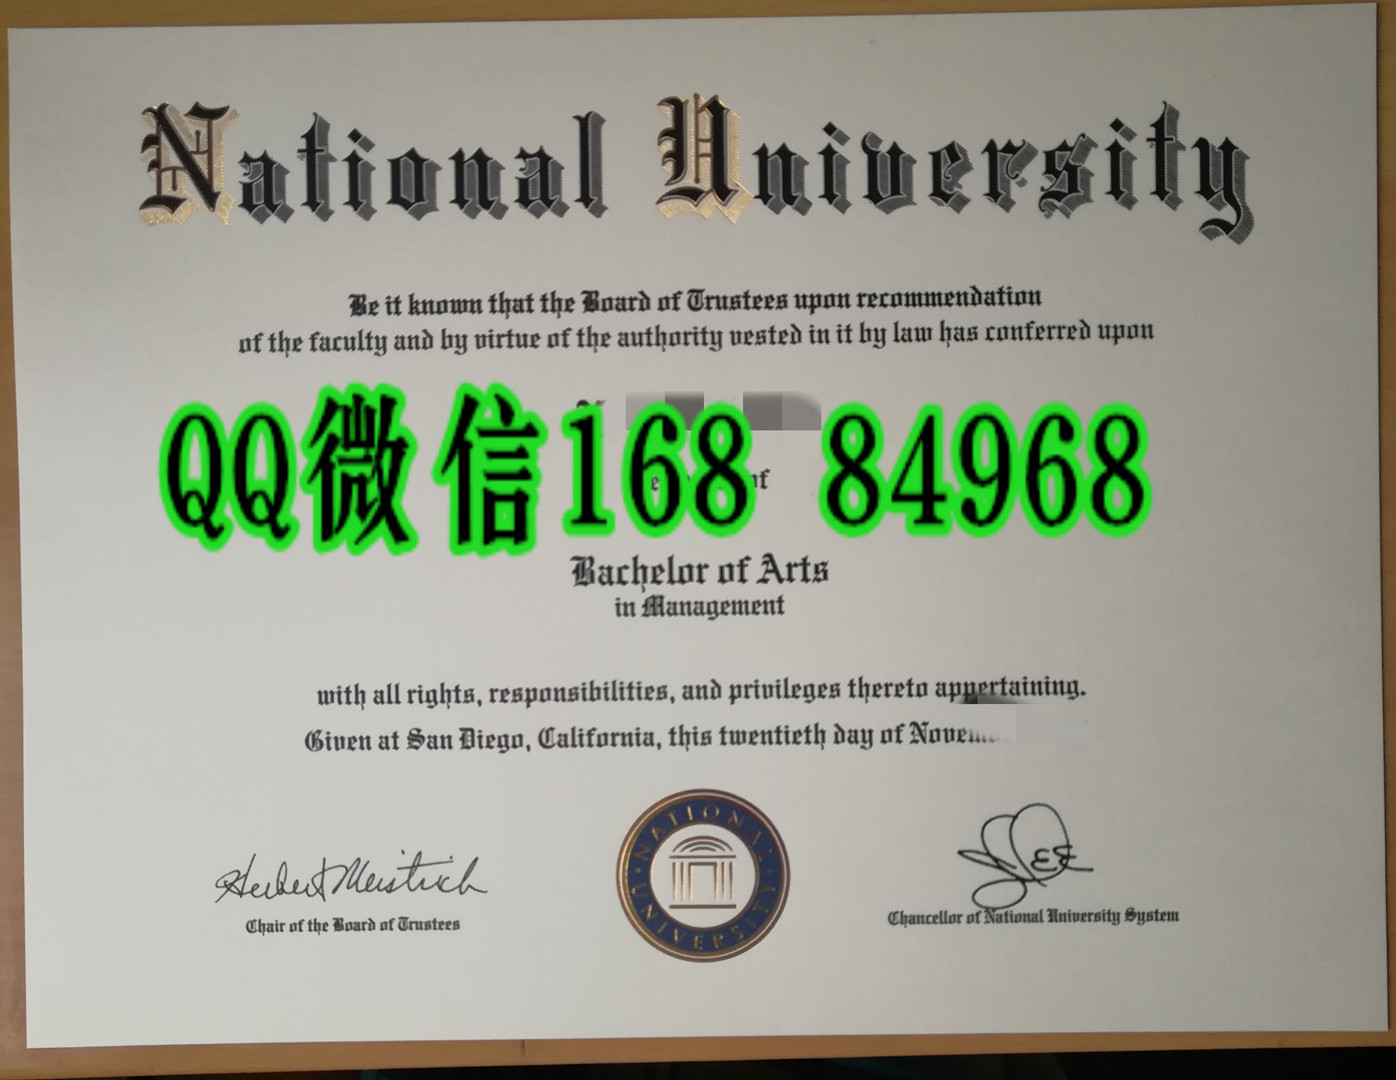 National University
Be it known that the Board of Trustees upon recommendation
of the faculty and by virtue of the authority vested in it by law has conferred upon
QQ微信168 84968
Bachelor of Arts
in Management
with all rights, responsibilities, and privileges thereto appertaining.
Given at San Diego, California, this twentieth day of
Herbert Meistrich
Chair of the Board of Trustees
NATIONAL UNIVERSITY
Chancellor of National University System